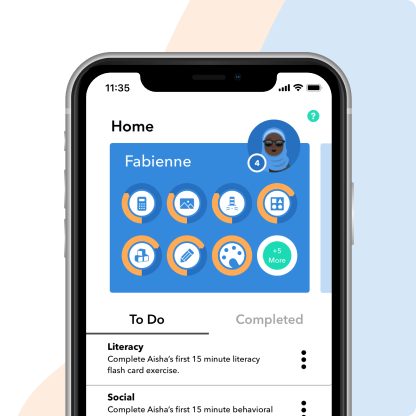 11:35
Home
?
Fabienne
4
+5
More
To Do
Completed
Literacy
Complete Aisha's first 15 minute literacy
flash card exercise.
Social
Complete Aisha's first 15 minute behavioral